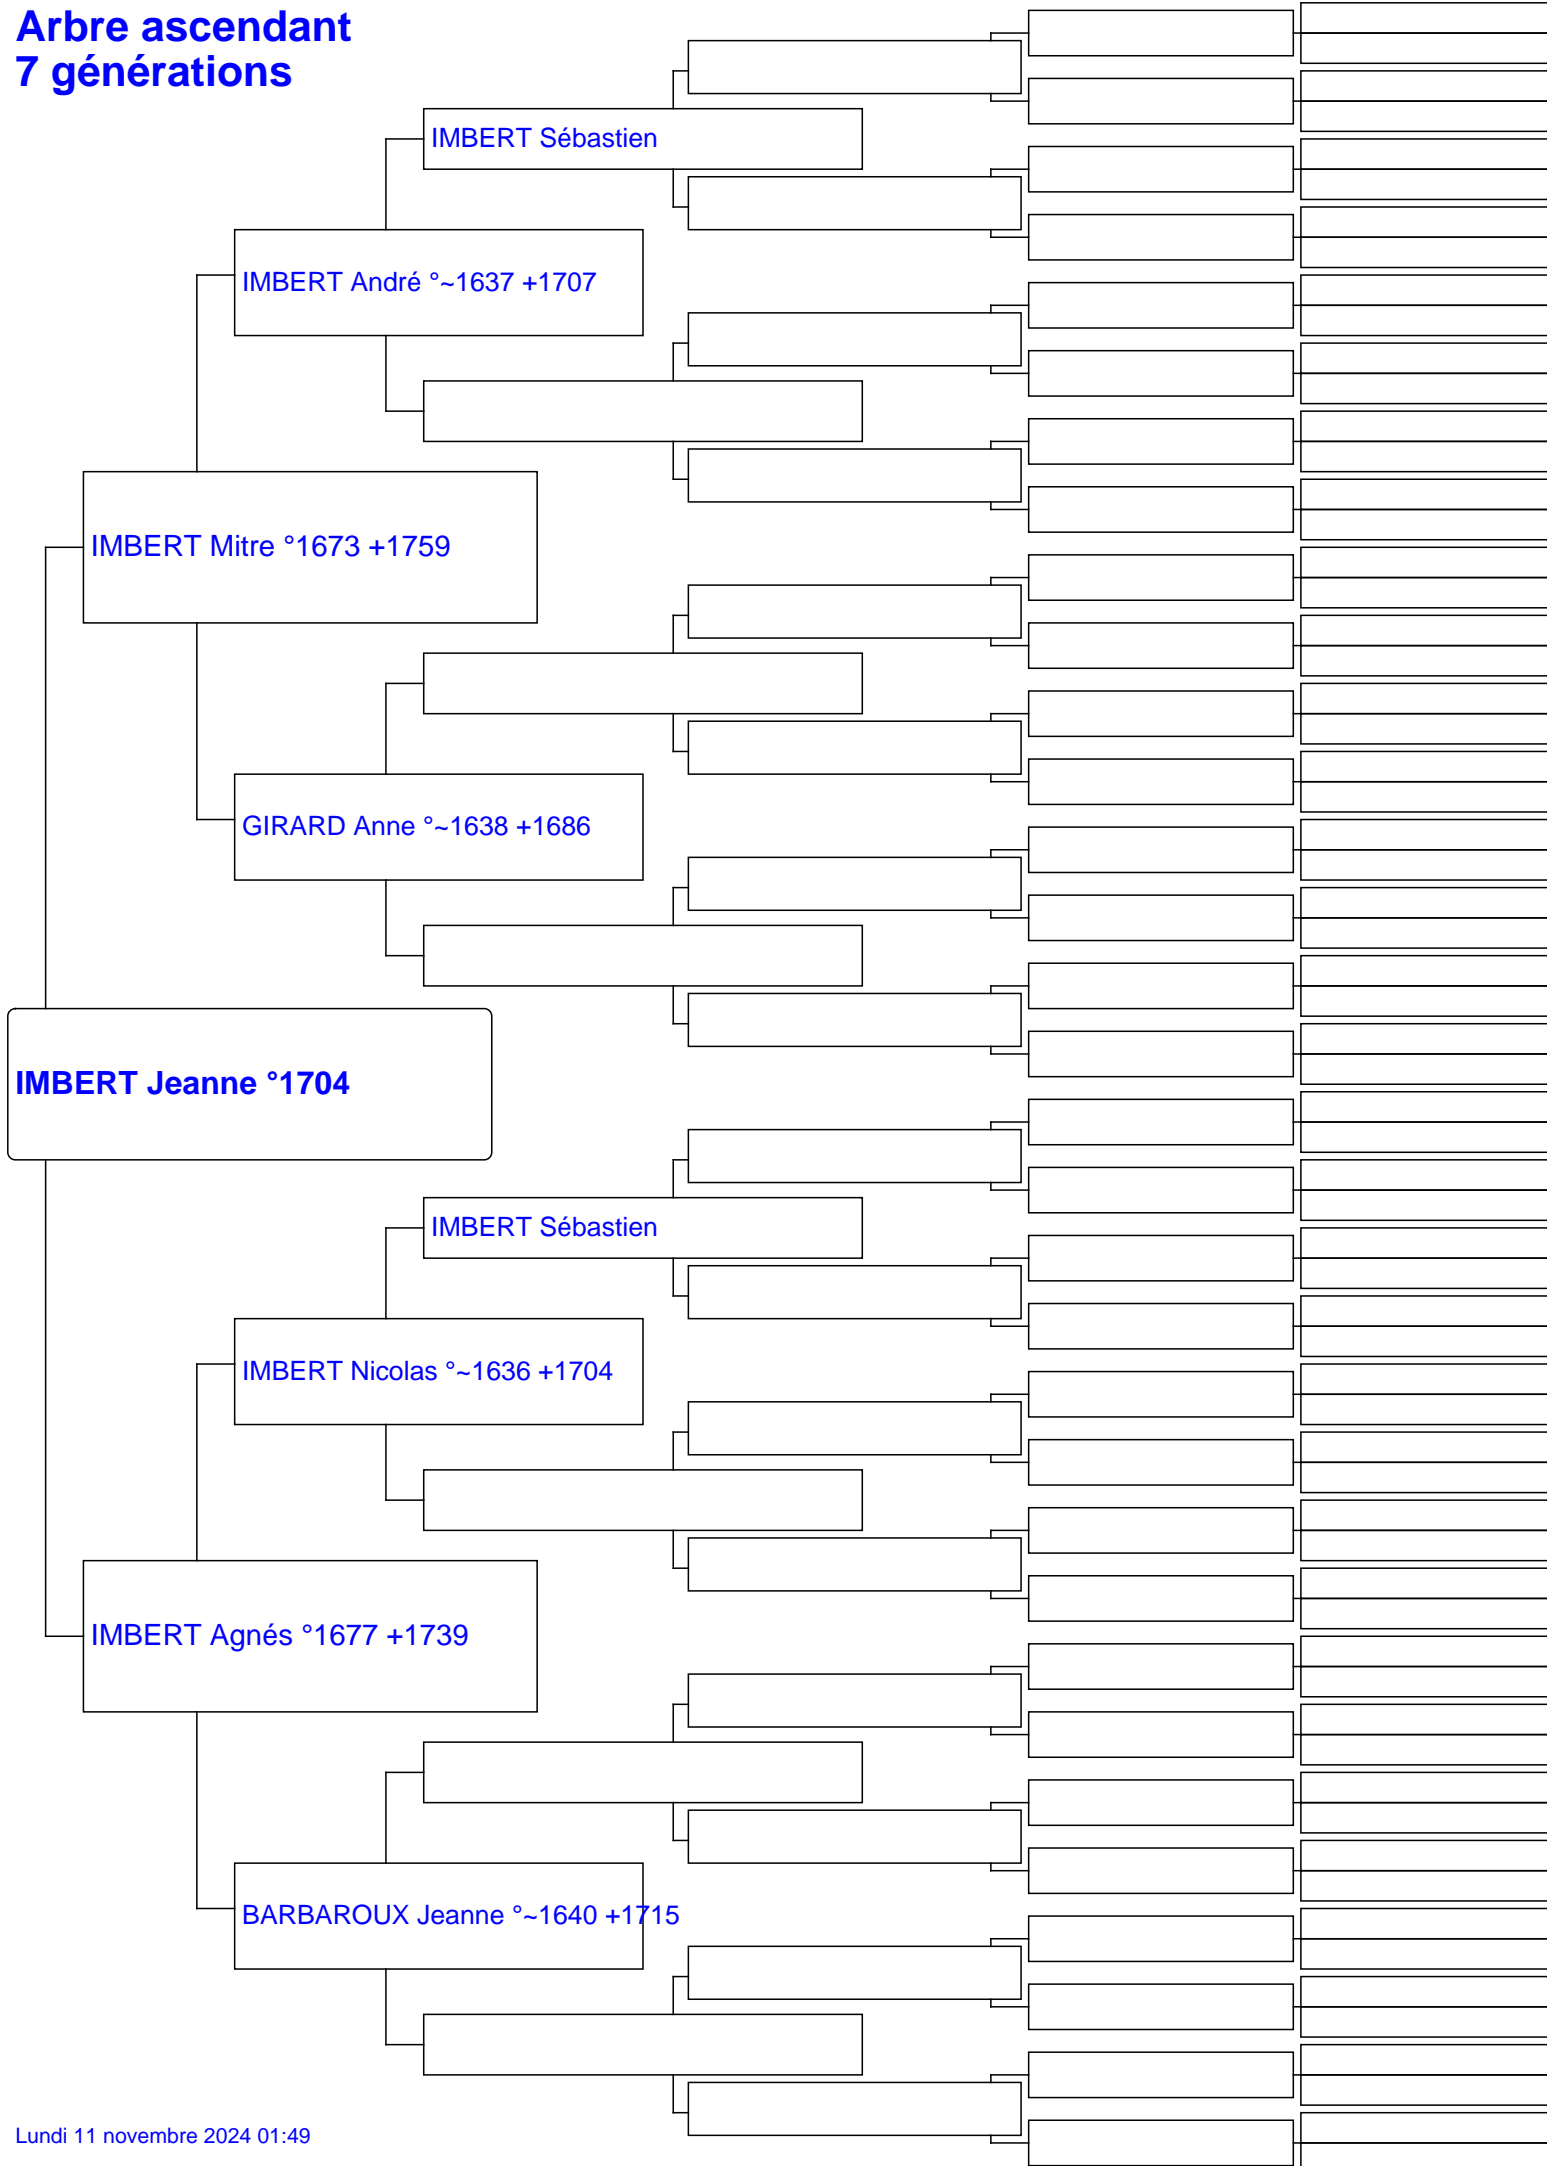 Arbre ascendant
7 générations
IMBERT Sébastien
IMBERT André °~1637 +1707
IMBERT Mitre °1673 +1759
GIRARD Anne °~1638 +1686
IMBERT Jeanne °1704
IMBERT Sébastien
IMBERT Nicolas °~1636 +1704
IMBERT Agnés °1677 +1739
BARBAROUX Jeanne °~1640 +1715
Lundi 11 novembre 2024 01:49